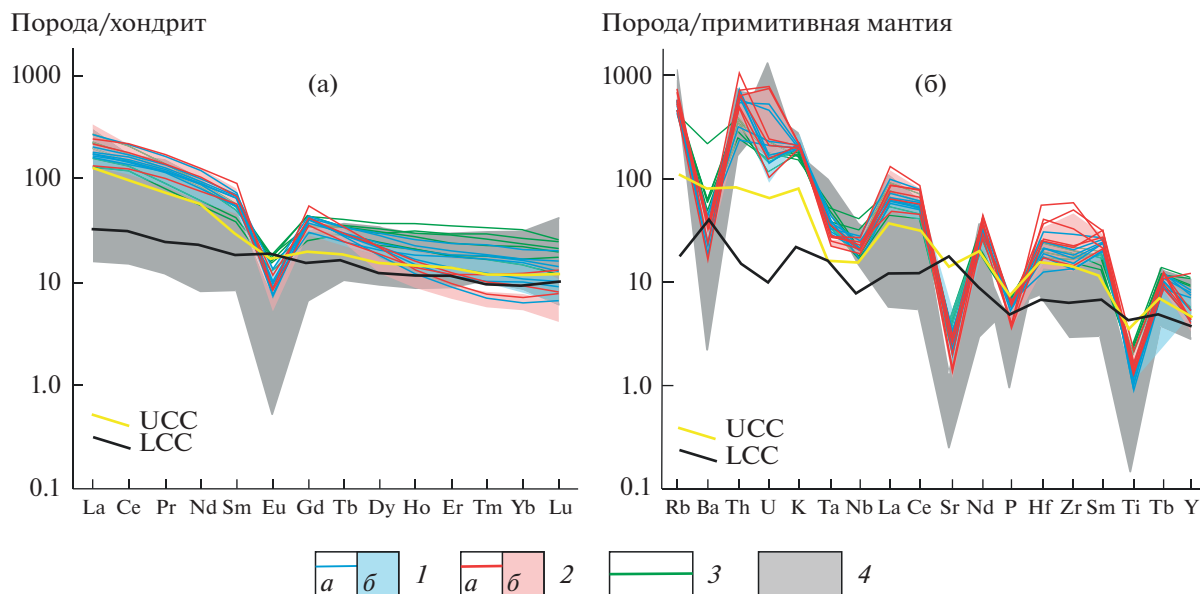 Порода/хондрит
1000
100
10
1.0
0.1
(а)
UCC
LCC
La Ce Pr Nd Sm Eu Gd Tb Dy Ho Er Tm Yb Lu
Порода/примитивная мантия
1000
100
10
1.0
0.1
(б)
UCC
LCC
Rb Ba Th U K Ta Nb La Ce Sr Nd P Hf Zr Sm Ti Tb Y
а б 1 а б 2 3 4